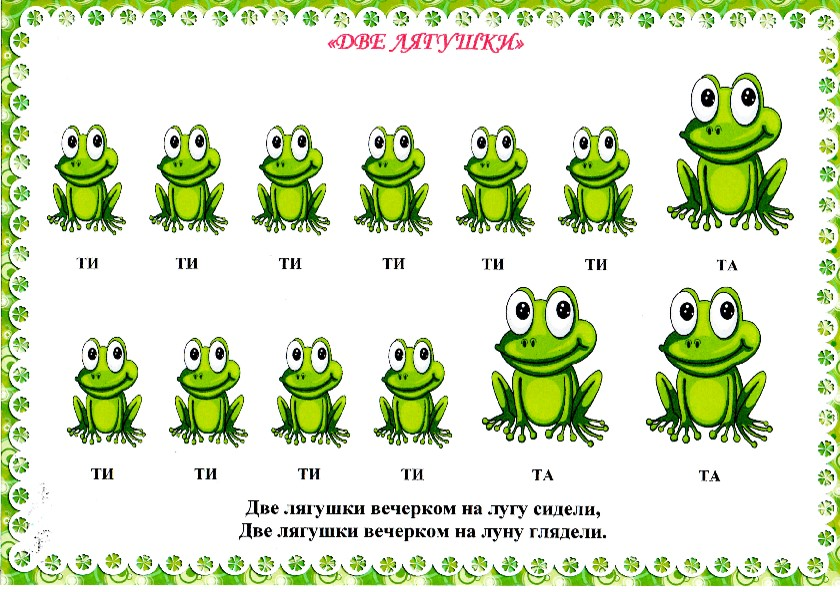 «ДВЕ ЛЯГУШКИ»
ТИ ТИ ТИ ТИ ТИ ТИ ТА
ТИ ТИ ТИ ТИ ТА ТА
Две лягушки вечерком на лугу сидели,
Две лягушки вечерком на луну глядели.